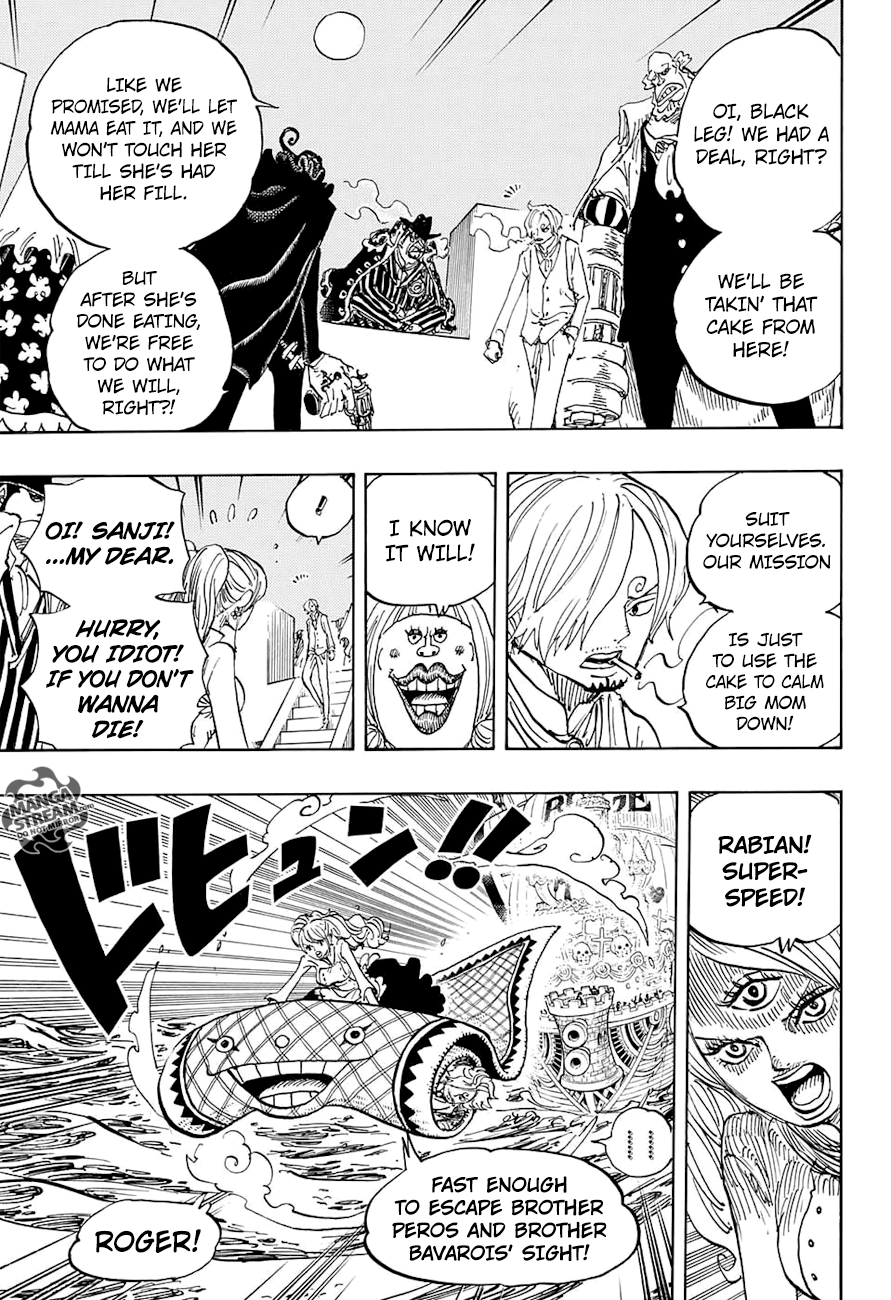 OI, BLACK
LEG! WE HAD A
DEAL, RIGHT?
WE'LL BE
TAKIN' THAT
CAKE FROM
HERE!
LIKE WE
PROMISED, WE'LL LET
MAMA EAT IT, AND WE
WON'T TOUCH HER
TILL SHE'S HAD
HER FILL.
BUT
AFTER SHE'S
DONE EATING,
WE'RE FREE
TO DO WHAT
WE WILL,
RIGHT?!
SUIT
YOURSELVES.
OUR MISSION
IS JUST
TO USE THE
CAKE TO CALM
BIG MOM
DOWN!
I KNOW
IT WILL!
!
OI! SANJI!
...MY DEAR.
HURRY,
YOU IDIOT!
IF YOU DON'T
WANNA
DIE!
RABIAN!
SUPER-
SPEED!
ドヒュン!!
!!!!
FAST ENOUGH
TO ESCAPE BROTHER
PEROS AND BROTHER
BAVAROIS' SIGHT!
ROGER!
MANGA
STREAM.com
DO NOT MIRROR